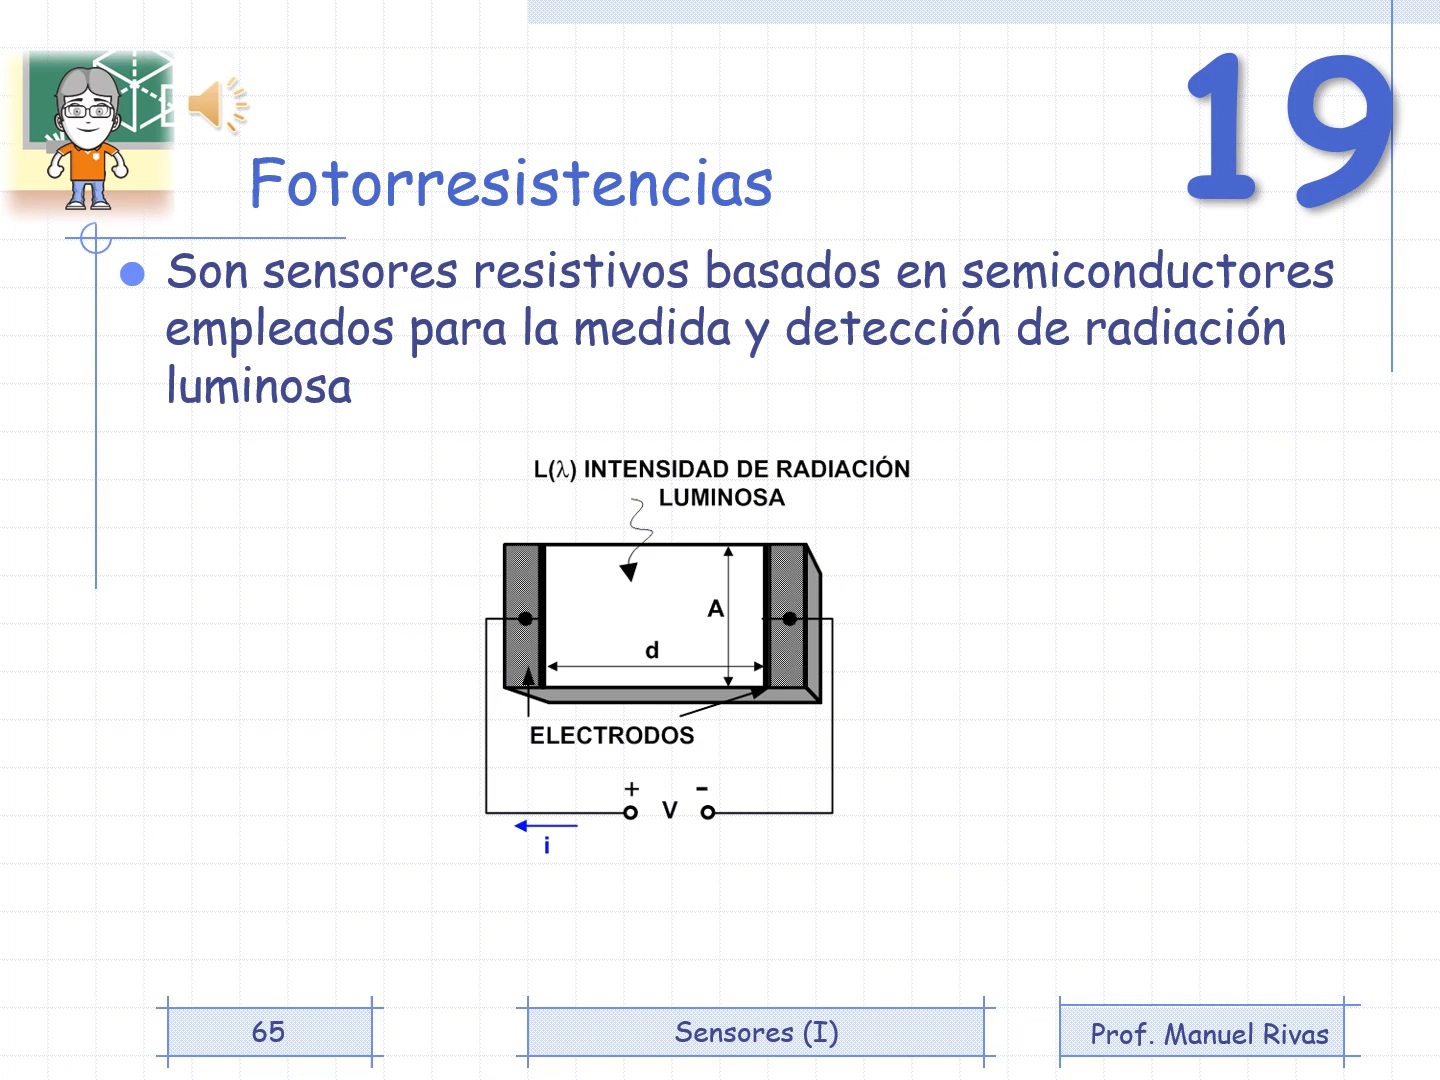 19
Fotorresistencias
Son sensores resistivos basados en semiconductores
empleados para la medida y detección de radiación
luminosa
L(λ) INTENSIDAD DE RADIACIÓN
LUMINOSA
A
d
ELECTRODOS
+ -
V
i
65
Sensores (I)
Prof. Manuel Rivas